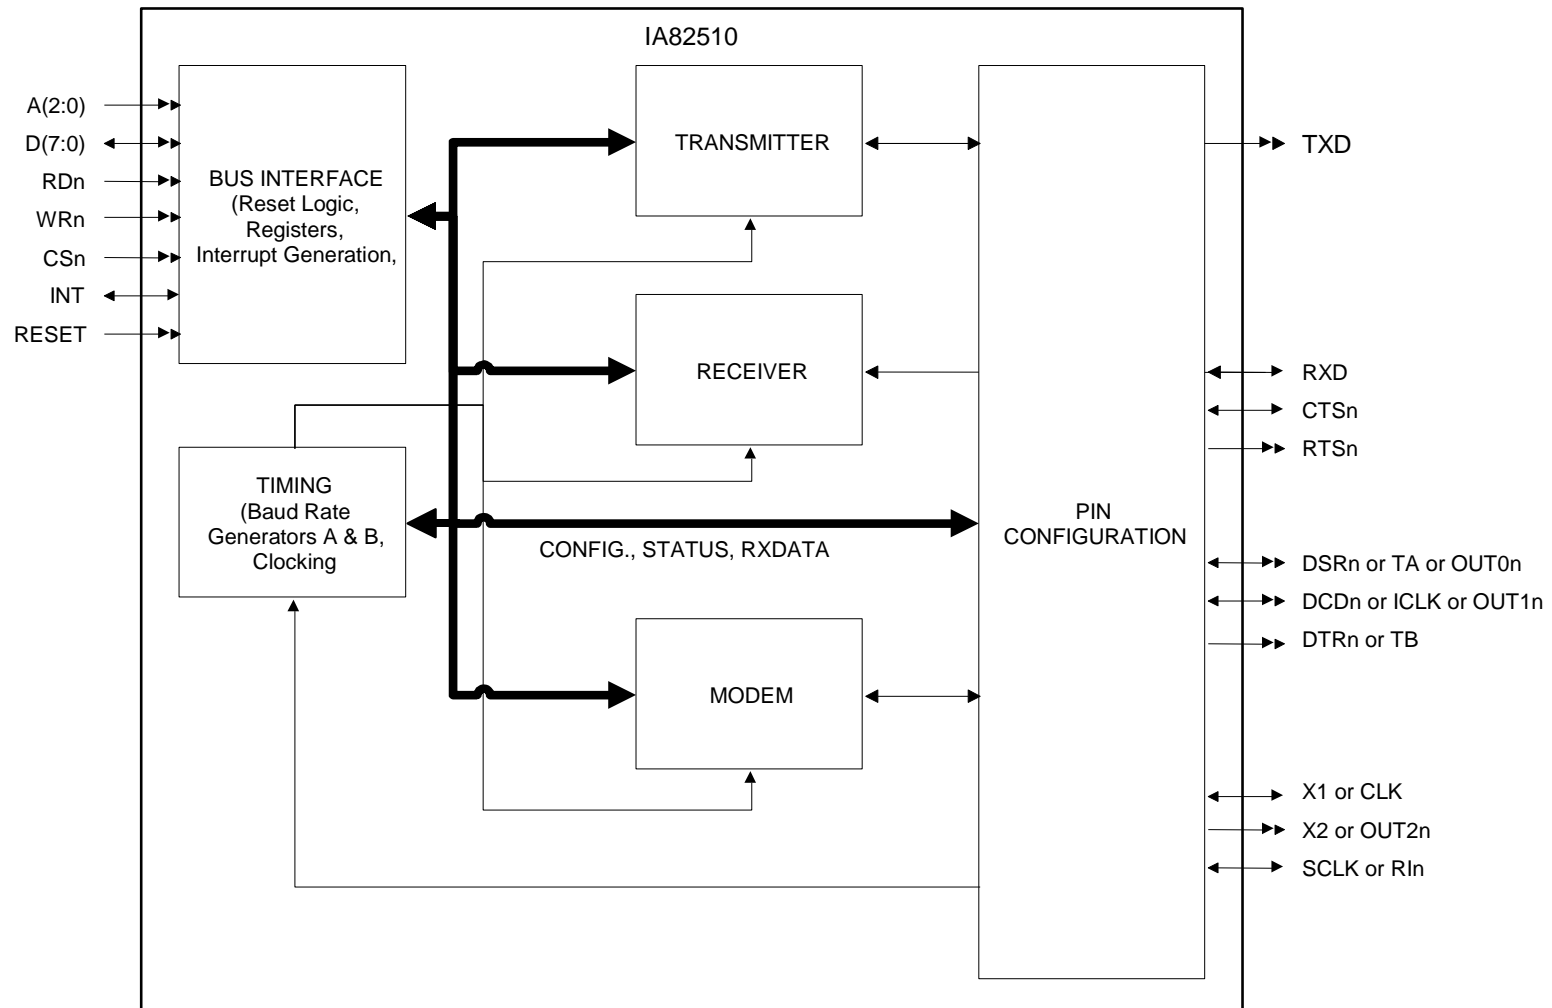 IA82510
A(2:0)
D(7:0)
RDn
WRn
CSn
INT
RESET
BUS INTERFACE
(Reset Logic,
Registers,
Interrupt Generation,
TIMING
(Baud Rate
Generators A & B,
Clocking
TRANSMITTER
RECEIVER
CONFIG., STATUS, RXDATA
MODEM
PIN
CONFIGURATION
TXD
RXD
CTSn
RTSn
DSRn or TA or OUT0n
DCDn or ICLK or OUT1n
DTRn or TB
X1 or CLK
X2 or OUT2n
SCLK or RIn